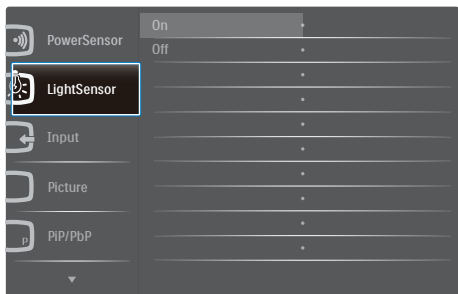 PowerSensor
LightSensor
Input
Picture
p
PiP/PbP
On
Off